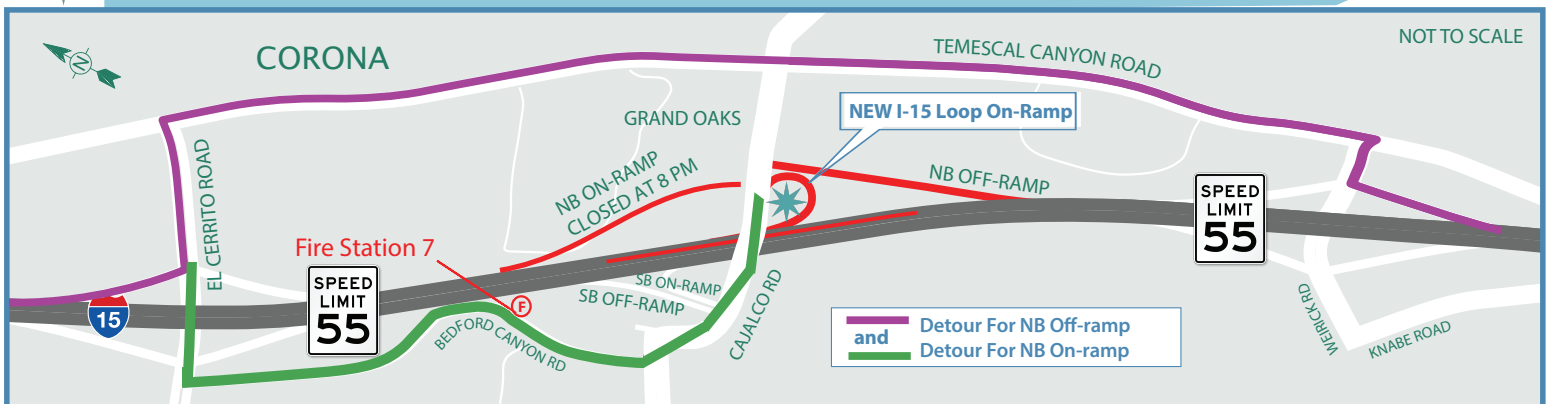 N
CORONA
TEMESCAL CANYON ROAD
NOT TO SCALE
GRAND OAKS
NEW I-15 Loop On-Ramp
EL CERRITO ROAD
NB ON-RAMP
CLOSED AT 8 PM
NB OFF-RAMP
Fire Station 7
SPEED
LIMIT
55
SPEED
LIMIT
55
15
F
SB ON-RAMP
SB OFF-RAMP
BEDFORD CANYON RD
CAJALCO RD
WEIRICK RD
KNABE ROAD
Detour For NB Off-ramp
and
Detour For NB On-ramp